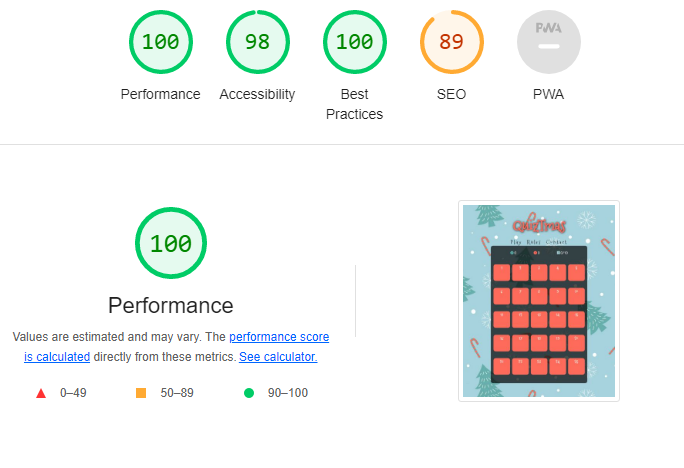 100
98
100
89
PWA
Performance
Accessibility
Best
Practices
SEO
PWA
100
Performance
Values are estimated and may vary. The performance score
is calculated directly from these metrics. See calculator.
0–49
50–89
90–100
Christmas
Play Rules Contact